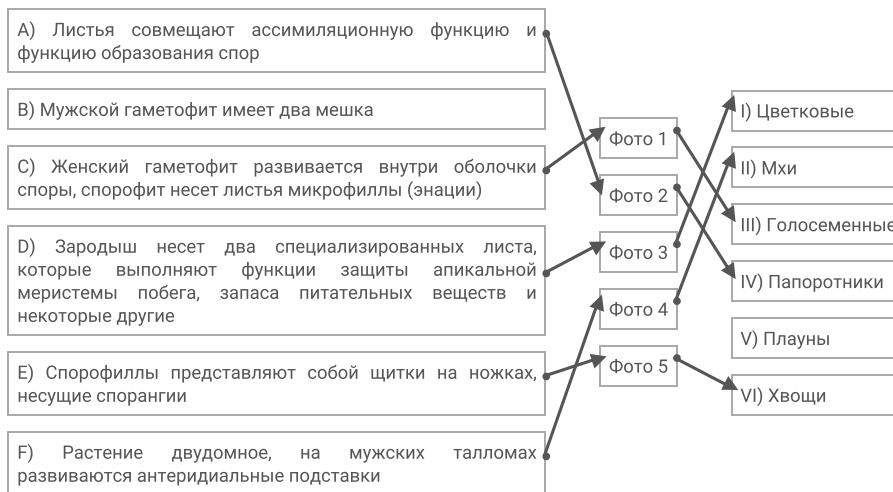 A) Листья совмещают ассимиляционную функцию и
функцию образования спор
B) Мужской гаметофит имеет два мешка
C) Женский гаметофит развивается внутри оболочки
споры, спорофит несет листья микрофиллы (энации)
D) Зародыш несет два специализированных листа,
которые выполняют функции защиты апикальной
меристемы побега, запаса питательных веществ и
некоторые другие
E) Спорофиллы представляют собой щитки на ножках,
несущие спорангии
F) Растение двудомное, на мужских талломах
развиваются антеридиальные подставки
Фото 1
Фото 2
Фото 3
Фото 4
Фото 5
I) Цветковые
II) Мхи
III) Голосеменные
IV) Папоротники
V) Плауны
VI) Хвощи